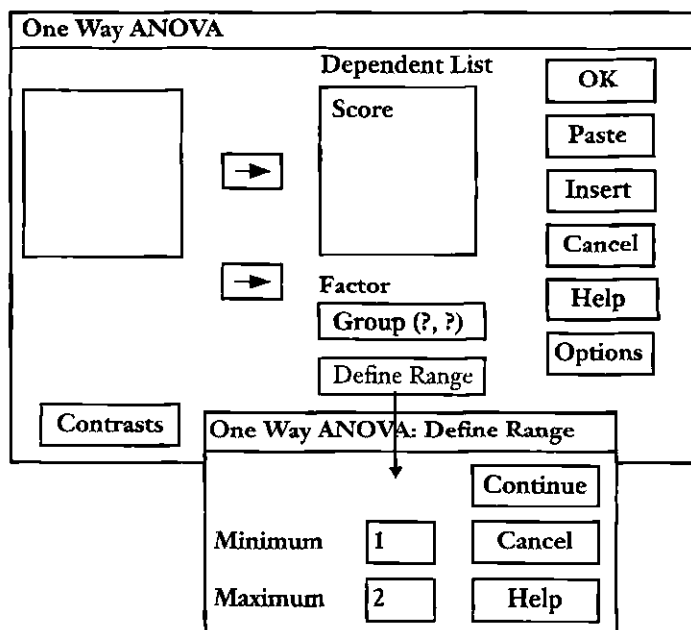 One Way ANOVA
Dependent List
Score
OK
Paste
Insert
Cancel
Help
Options
Factor
Group (?, ?)
Define Range
Contrasts
One Way ANOVA: Define Range
Continue
Minimum 1 Cancel
Maximum 2 Help